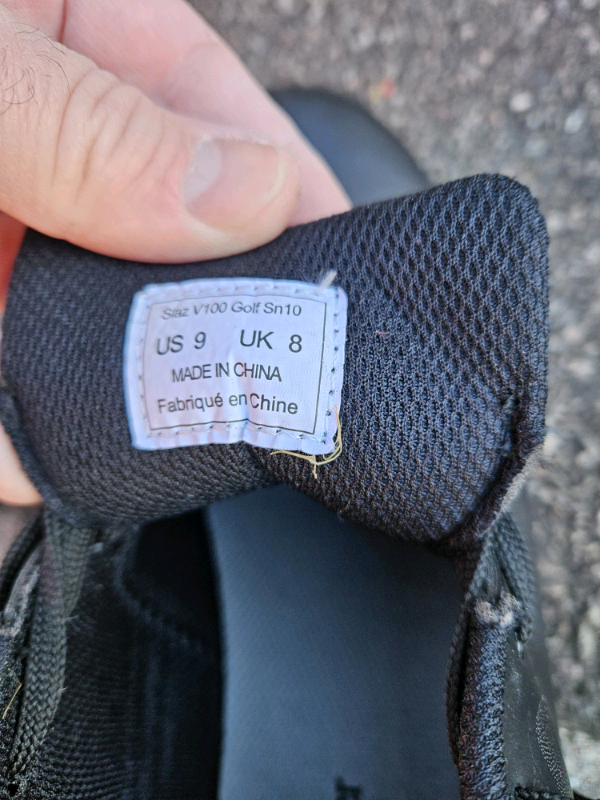 Slaz V100 Golf Sn10
US 9 UK 8
MADE IN CHINA
Fabriqué en Chine